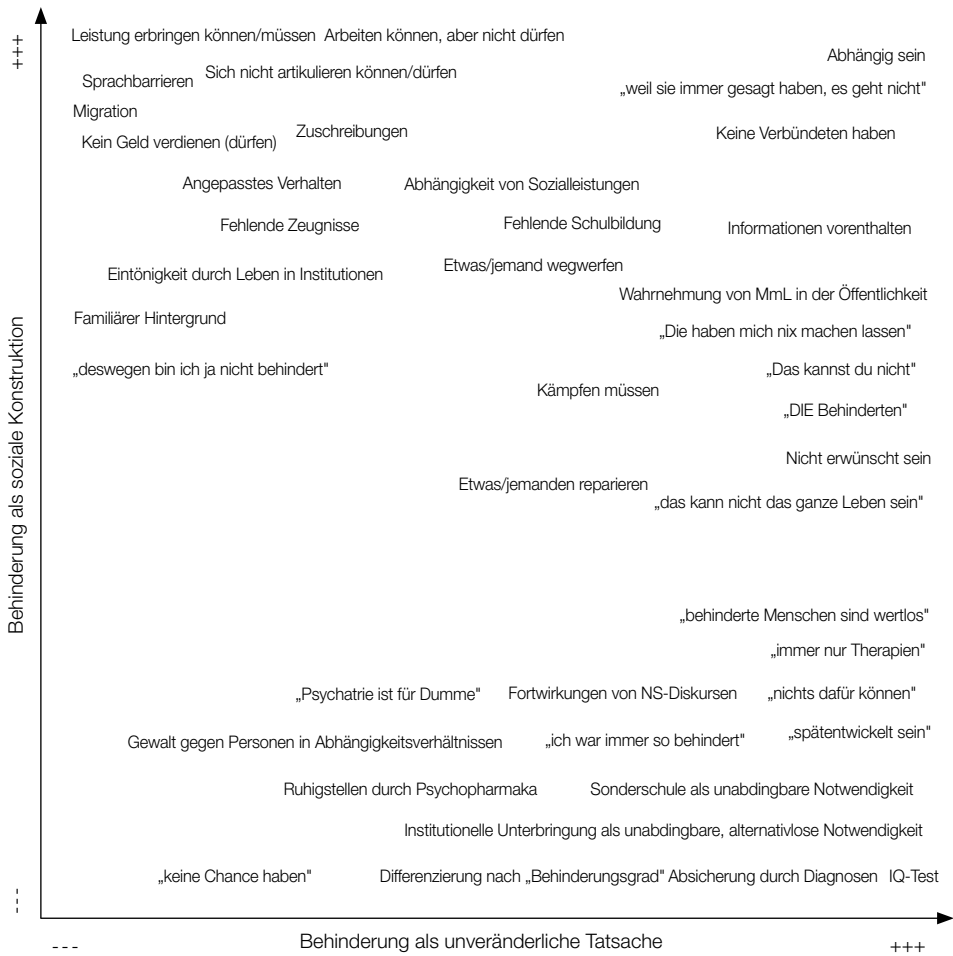 +++
Leistung erbringen können/müssen Arbeiten können, aber nicht dürfen
Abhängig sein
Sprachbarrieren
Sich nicht artikulieren können/dürfen
„weil sie immer gesagt haben, es geht nicht"
Migration
Kein Geld verdienen (dürfen)
Zuschreibungen
Keine Verbündeten haben
Angepasstes Verhalten
Abhängigkeit von Sozialleistungen
Fehlende Zeugnisse
Fehlende Schulbildung
Informationen vorenthalten
Eintönigkeit durch Leben in Institutionen
Etwas/jemand wegwerfen
Wahrnehmung von MmL in der Öffentlichkeit
Familiärer Hintergrund
„Die haben mich nix machen lassen"
„deswegen bin ich ja nicht behindert"
„Das kannst du nicht"
Kämpfen müssen
„DIE Behinderten"
Nicht erwünscht sein
Etwas/jemanden reparieren
„das kann nicht das ganze Leben sein"
Behinderung als soziale Konstruktion
„behinderte Menschen sind wertlos"
„immer nur Therapien"
„Psychatrie ist für Dumme"
Fortwirkungen von NS-Diskursen
„nichts dafür können"
Gewalt gegen Personen in Abhängigkeitsverhältnissen
„ich war immer so behindert"
„spätentwickelt sein"
Ruhigstellen durch Psychopharmaka
Sonderschule als unabdingbare Notwendigkeit
Institutionelle Unterbringung als unabdingbare, alternativlose Notwendigkeit
„keine Chance haben"
Differenzierung nach „Behinderungsgrad" Absicherung durch Diagnosen IQ-Test
---
---
Behinderung als unveränderliche Tatsache
+++